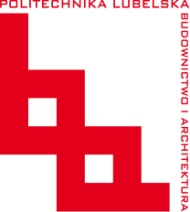 POLITECHNIKA LUBELSKA
BUDOWNICTWO I ARCHITEKTURA